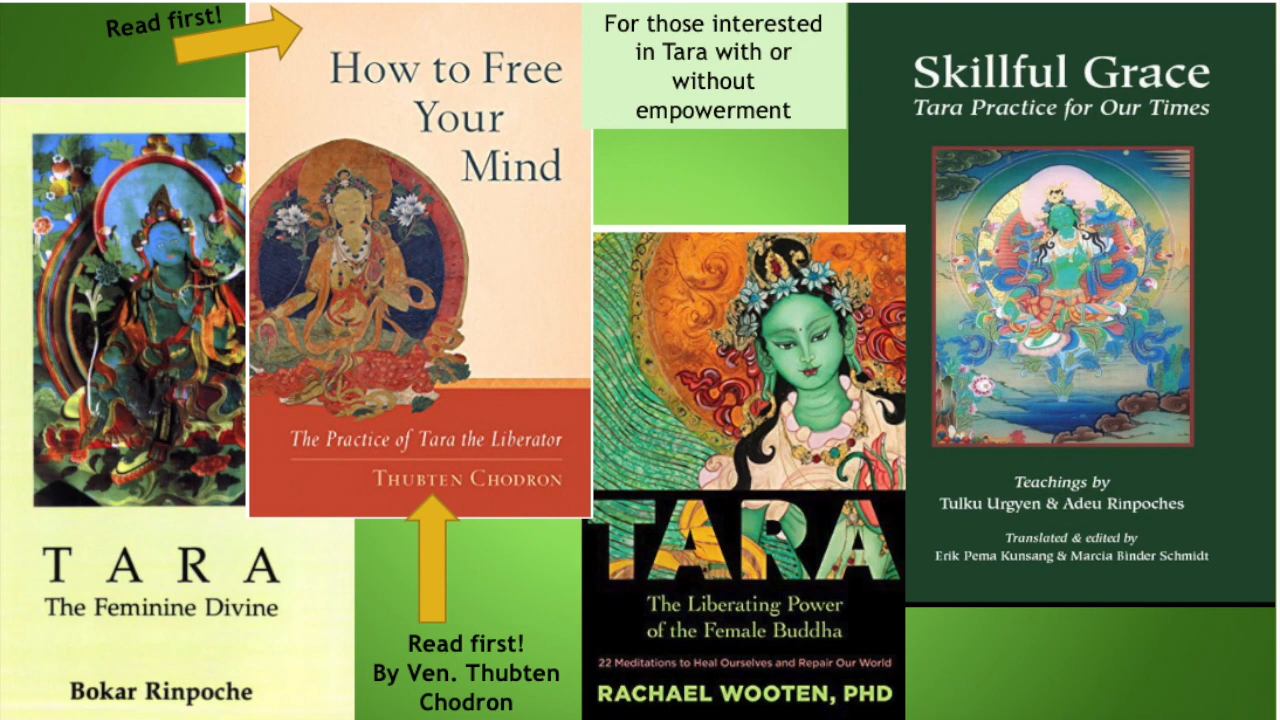 Read first!
How to Free
Your
Mind
The Practice of Tara the Liberator
THUBTEN CHODRON
For those interested
in Tara with or
without
empowerment
Skillful Grace
Tara Practice for Our Times
Teachings by
Tulku Urgyen & Adeu Rinpoches
Translated & edited by
Erik Pema Kunsang & Marcia Binder Schmidt
TARA
The Feminine Divine
Bokar Rinpoche
Read first!
By Ven. Thubten
Chodron
TARA
The Liberating Power
of the Female Buddha
22 Meditations to Heal Ourselves and Repair Our World
RACHAEL WOOTEN, PHD